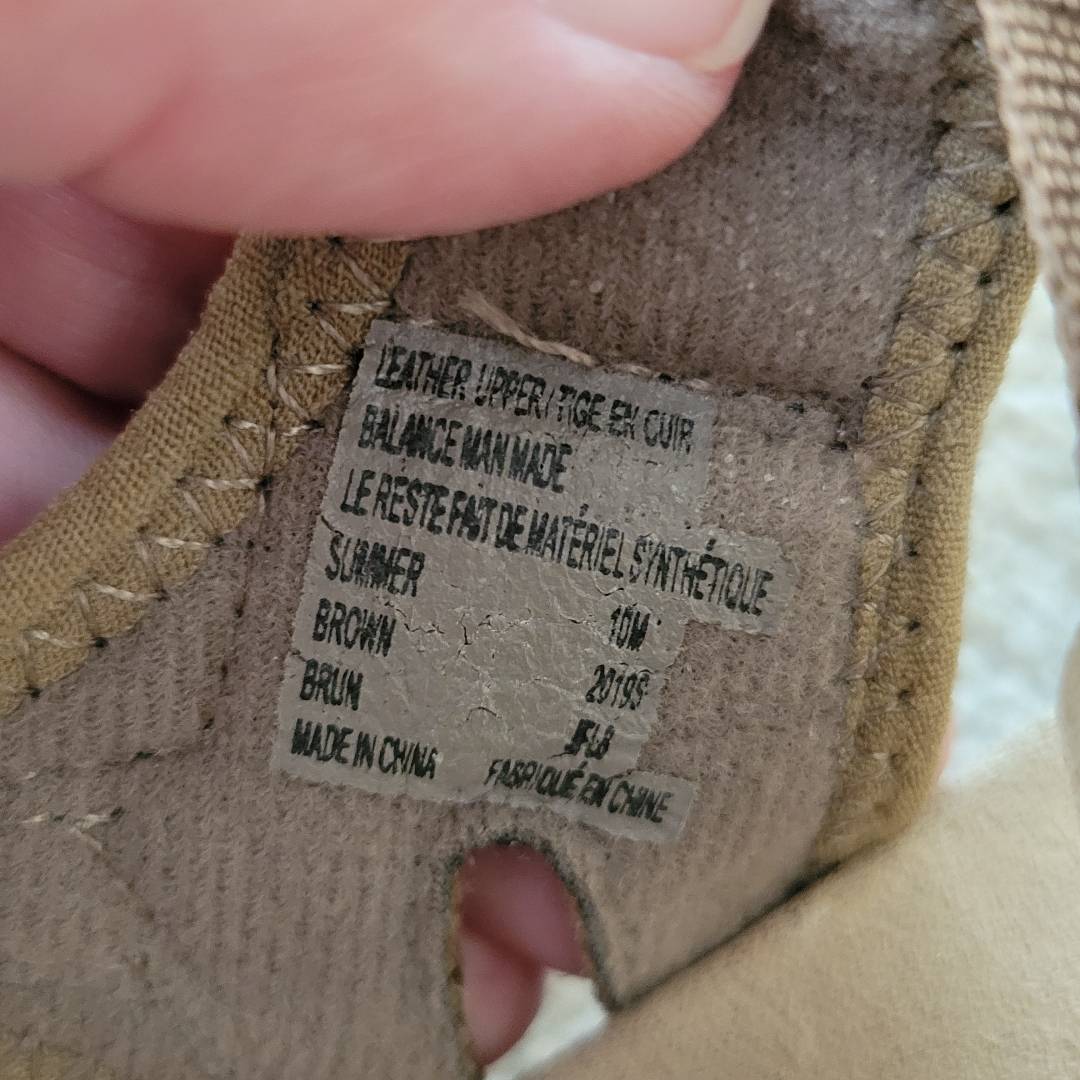 LEATHER UPPER/TIGE EN CUIR
BALANCE MAN MADE
LE RESTE FAIT DE MATÉRIEL SYNTHÉTIQUE
SUMMER
BROWN 10M
BRUN 2019S
MADE IN CHINA JFL8
FABRIQUÉ EN CHINE